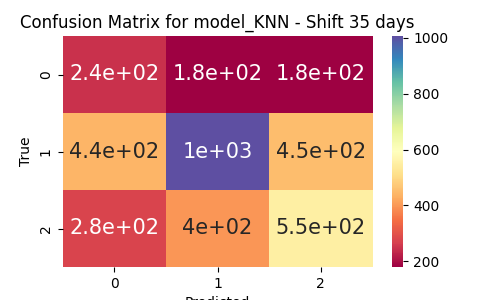 Confusion Matrix for model_KNN - Shift 35 days
0 2.4e+02 1.8e+02 1.8e+02
1 4.4e+02 1e+03 4.5e+02
2 2.8e+02 4e+02 5.5e+02
0 1 2
Predicted
True
1000
800
600
400
200